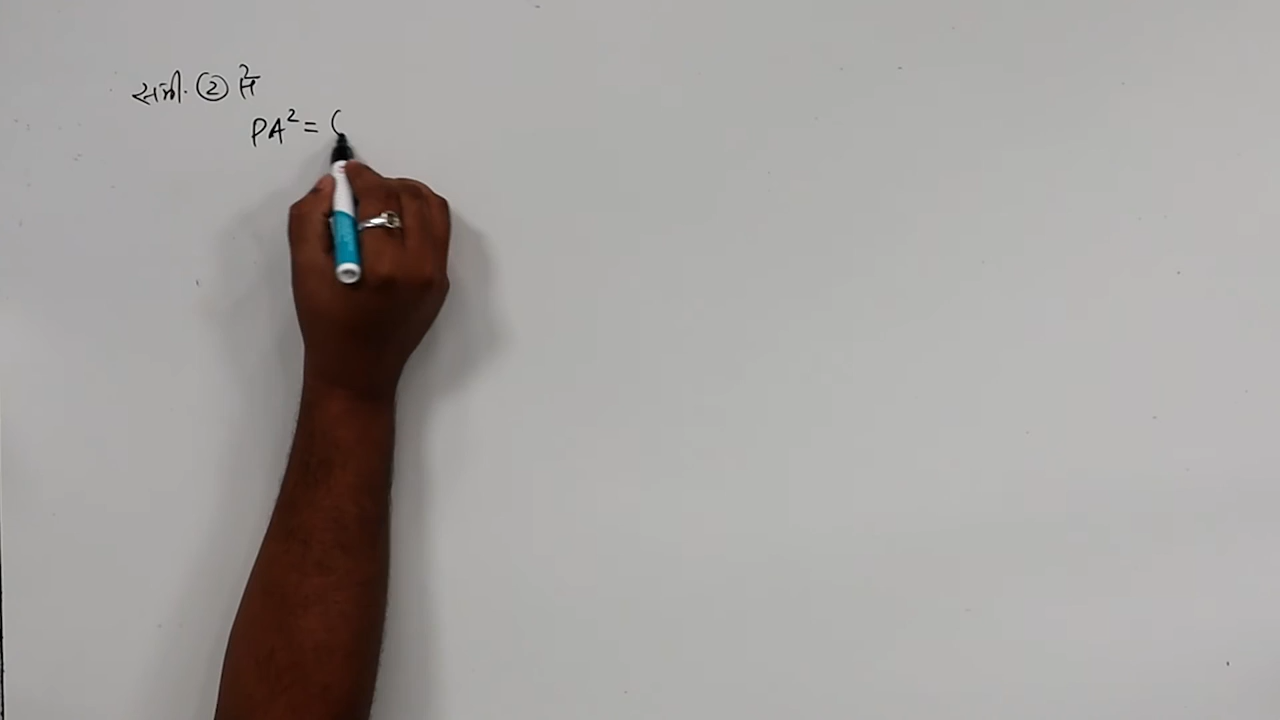 समी. ② से
PA² = (